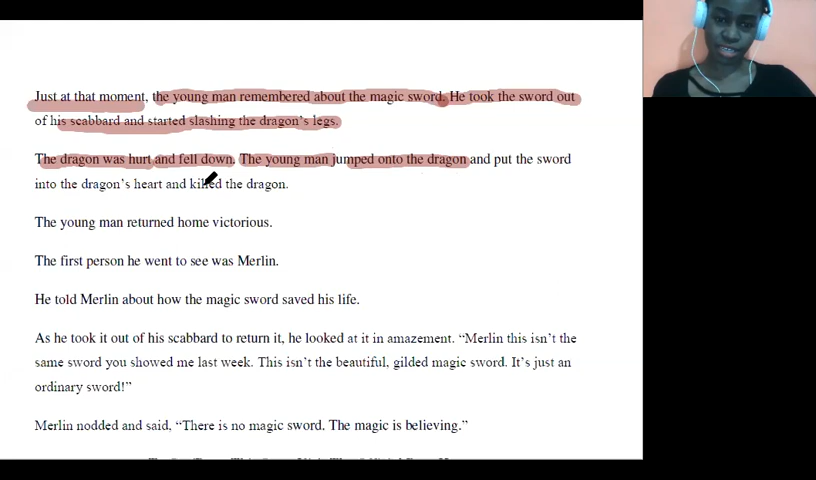 Just at that moment, the young man remembered about the magic sword. He took the sword out
of his scabbard and started slashing the dragon's legs.
The dragon was hurt and fell down. The young man jumped onto the dragon and put the sword
into the dragon's heart and killed the dragon.
The young man returned home victorious.
The first person he went to see was Merlin.
He told Merlin about how the magic sword saved his life.
As he took it out of his scabbard to return it, he looked at it in amazement. “Merlin this isn't the
same sword you showed me last week. This isn't the beautiful, gilded magic sword. It's just an
ordinary sword!”
Merlin nodded and said, “There is no magic sword. The magic is believing.”